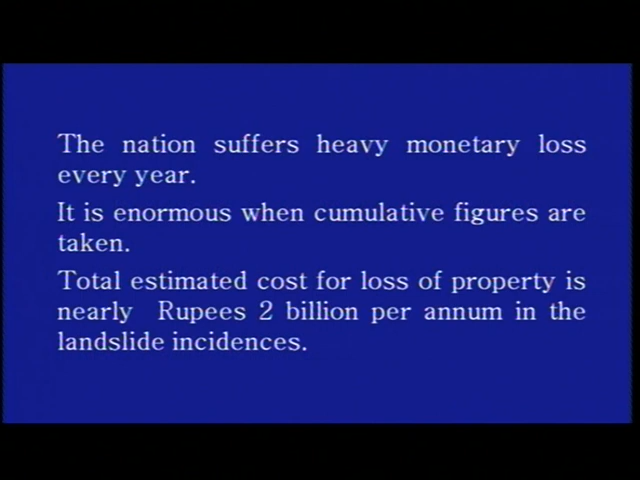 The nation suffers heavy monetary loss
every year.
It is enormous when cumulative figures are
taken.
Total estimated cost for loss of property is
nearly Rupees 2 billion per annum in the
landslide incidences.